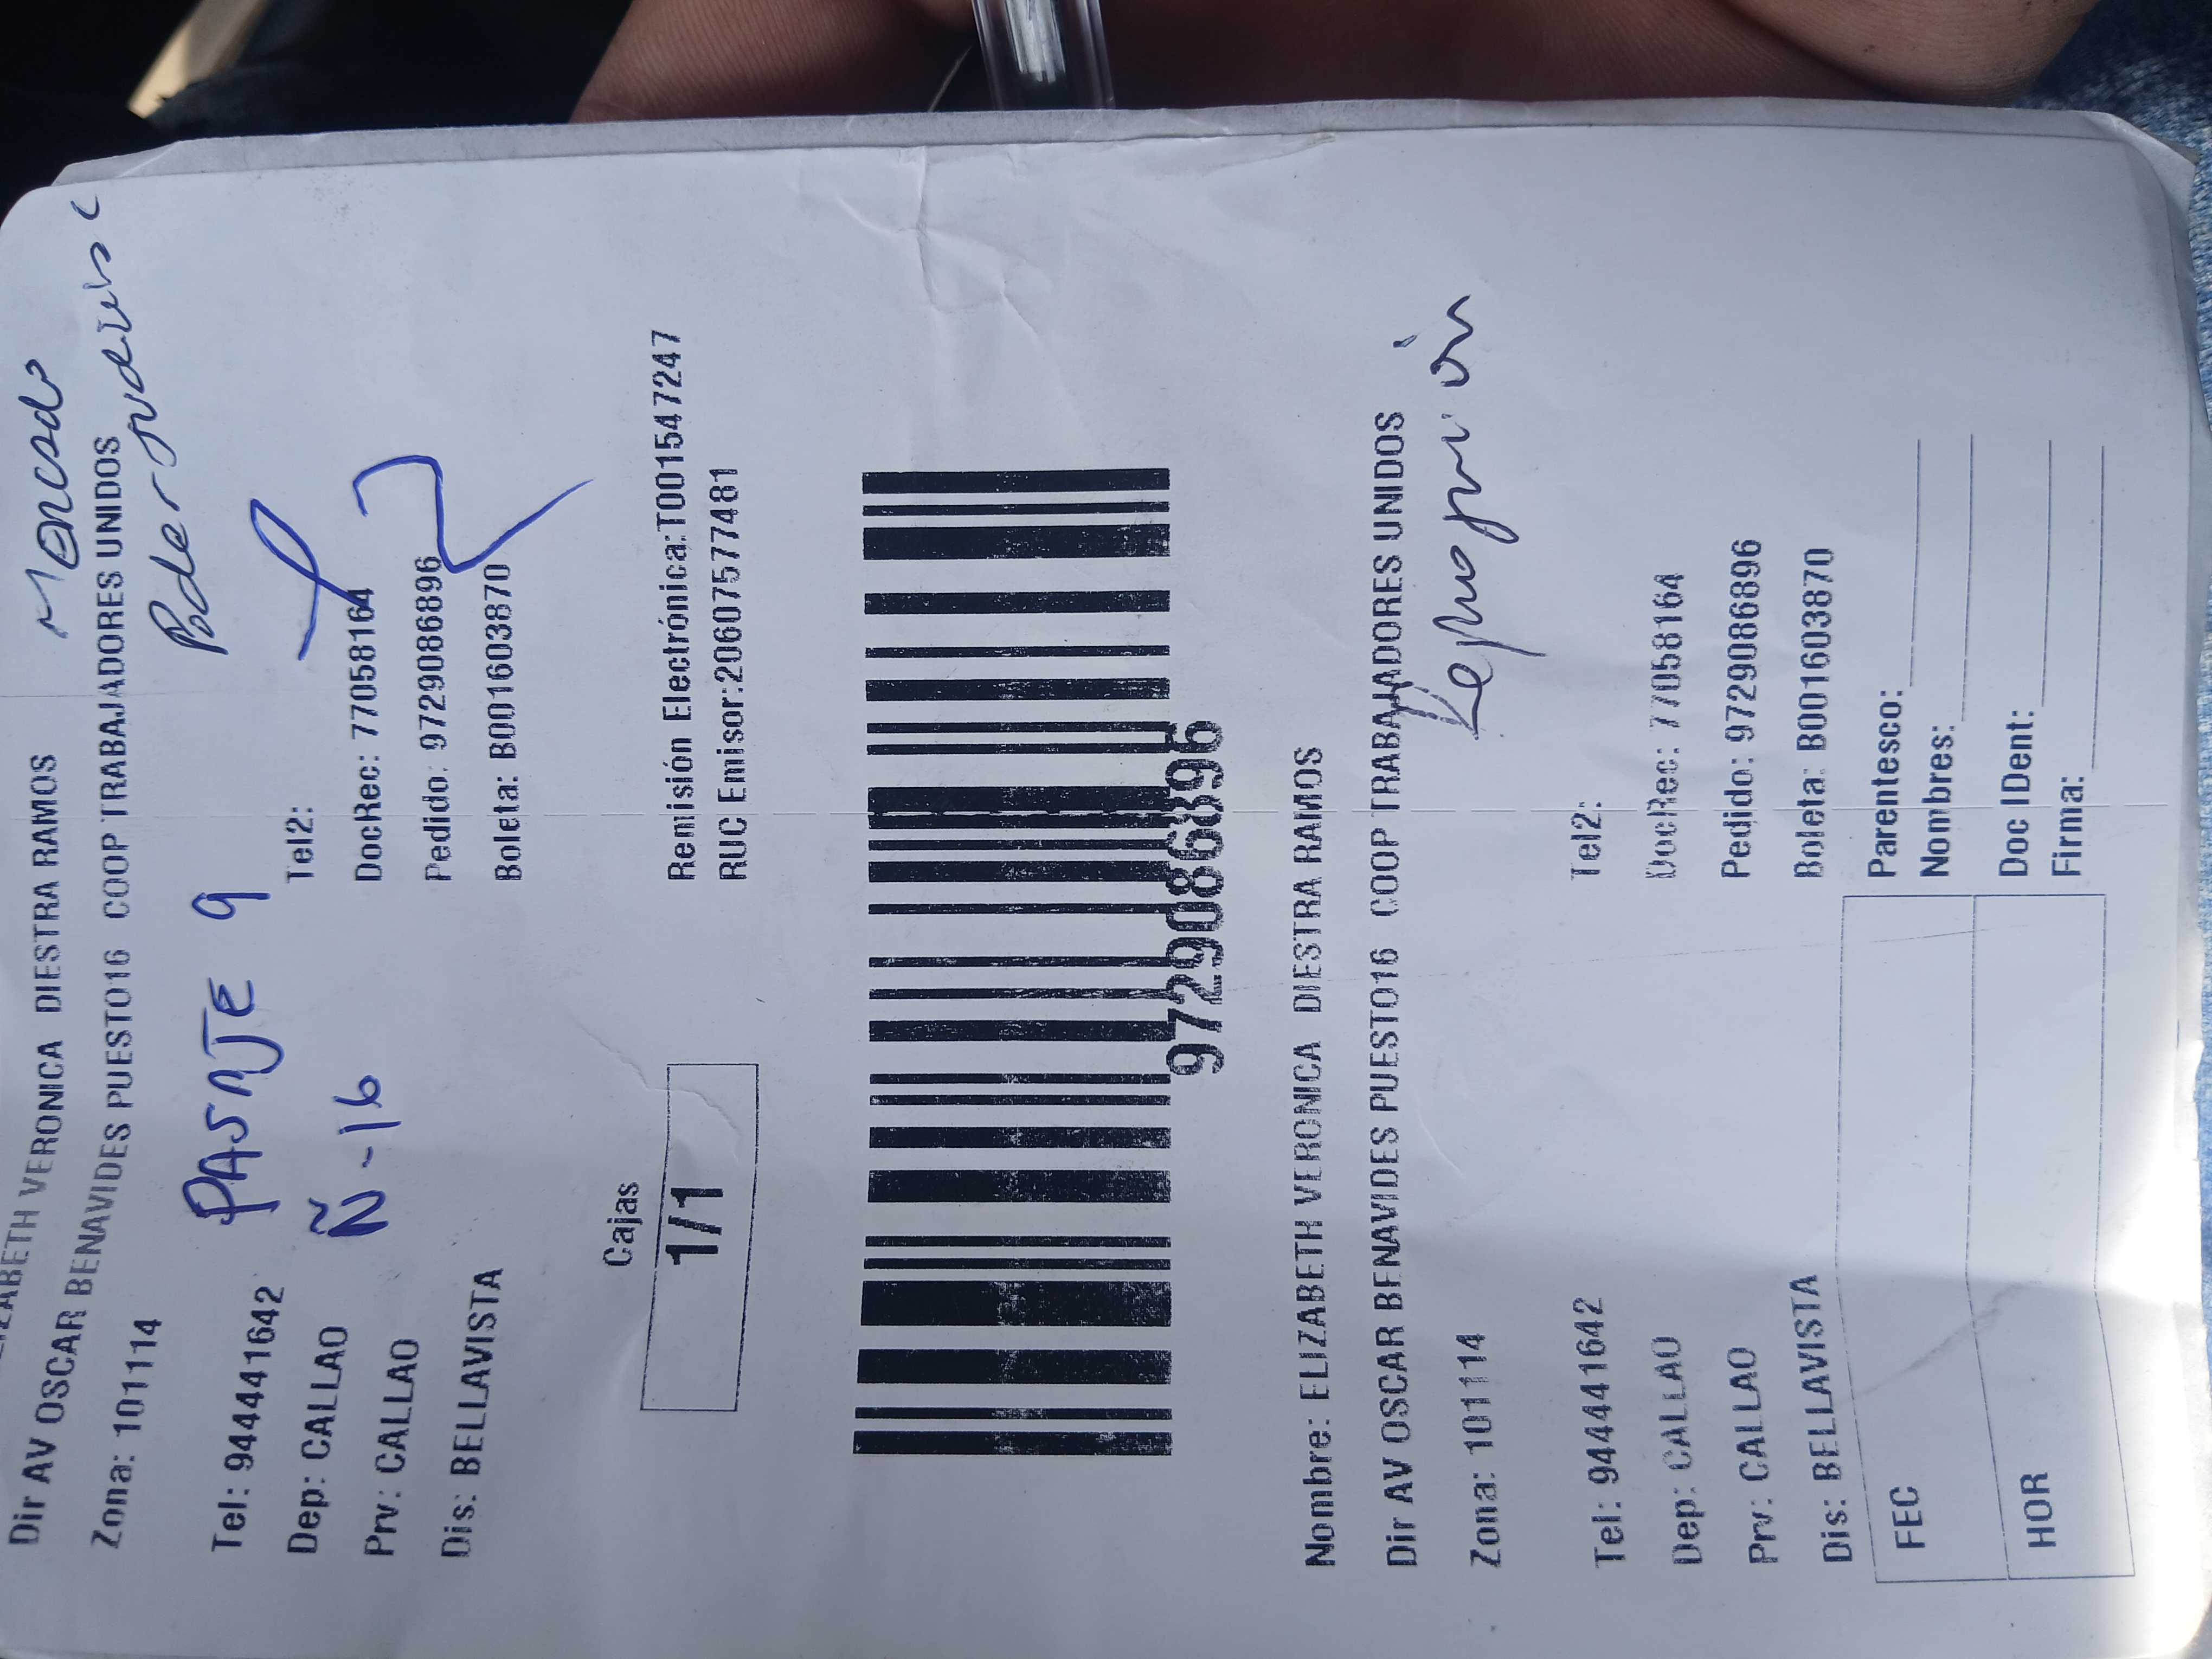 Mercado
ELIZABETH VERONICA DIESTRA RAMOS
Dir AV OSCAR BENAVIDES PUESTO16 COOP TRABAJADORES UNIDOS
Zona: 101114
Poder judicial
PASAJE 9
Ñ-16
Tel: 944441642 Tel2:
Dep: CALLAO DocRec: 77058164
Prv: CALLAO Pedido: 9729086896
Dis: BELLAVISTA Boleta: B001603870
Cajas
1/1
Remisión Electrónica:T001547247
RUC Emisor:20607577481
9729086896
Nombre: ELIZABETH VERONICA DIESTRA RAMOS
Dir AV OSCAR BENAVIDES PUESTO16 COOP TRABAJADORES UNIDOS
Zona: 101114
Tel: 944441642 Tel2:
Dep: CALLAO DocRec: 77058164
Prv: CALLAO Pedido: 9729086896
Dis: BELLAVISTA Boleta: B001603870
FEC Parentesco:
Nombres:
HOR Doc IDent:
Firma: